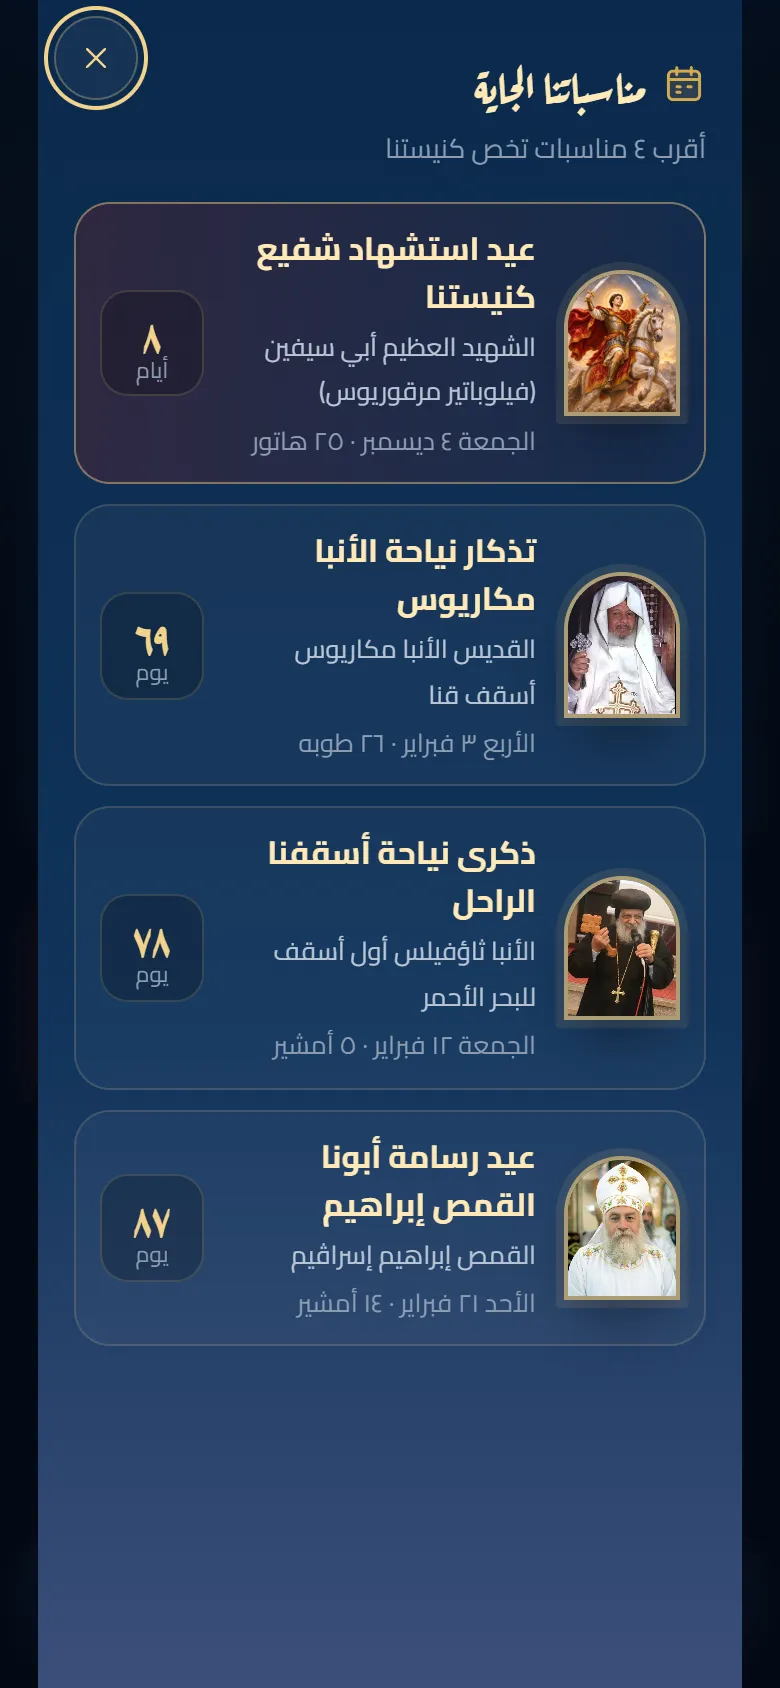 مناسباتنا الجاية
أقرب ٤ مناسبات تخص كنيستنا
عيد استشهاد شفيع
كنيستنا
الشهيد العظيم أبي سيفين
(فيلوباتير مرقوريوس)
الجمعة ٤ ديسمبر · ٢٥ هاتور
٨
أيام
تذكار نياحة الأنبا
مكاريوس
القديس الأنبا مكاريوس
أسقف قنا
الأربع ٣ فبراير · ٢٦ طوبه
٦٩
يوم
ذكرى نياحة أسقفنا
الراحل
الأنبا ثاؤفيلس أول أسقف
للبحر الأحمر
الجمعة ١٢ فبراير · ٥ أمشير
٧٨
يوم
عيد رسامة أبونا
القمص إبراهيم
القمص إبراهيم إسرافيم
الأحد ٢١ فبراير · ١٤ أمشير
٨٧
يوم